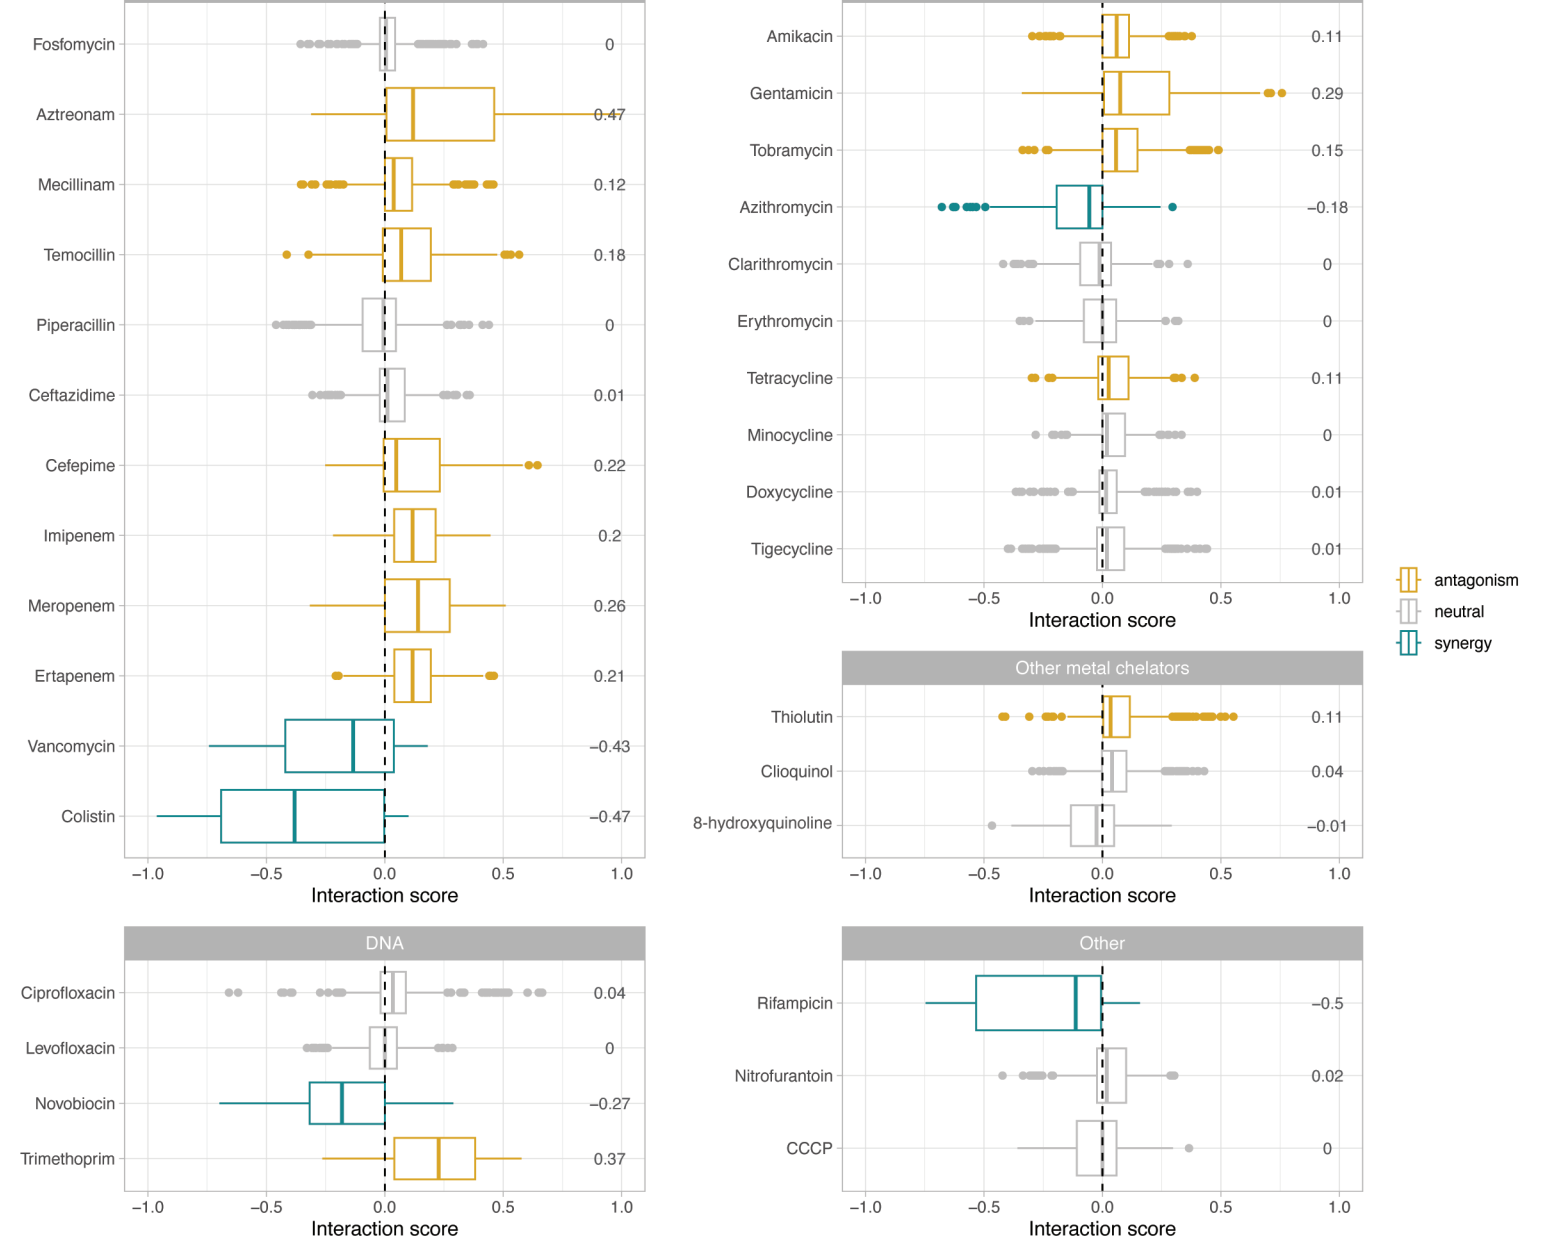 Fosfomycin 0
Aztreonam 0.47
Mecillinam 0.12
Temocillin 0.18
Piperacillin 0
Ceftazidime 0.01
Cefepime 0.22
Imipenem 0.2
Meropenem 0.26
Ertapenem 0.21
Vancomycin −0.43
Colistin −0.47
−1.0 −0.5 0.0 0.5 1.0
Interaction score
DNA
Ciprofloxacin 0.04
Levofloxacin 0
Novobiocin −0.27
Trimethoprim 0.37
−1.0 −0.5 0.0 0.5 1.0
Interaction score
Amikacin 0.11
Gentamicin 0.29
Tobramycin 0.15
Azithromycin −0.18
Clarithromycin 0
Erythromycin 0
Tetracycline 0.11
Minocycline 0
Doxycycline 0.01
Tigecycline 0.01
−1.0 −0.5 0.0 0.5 1.0
Interaction score
Other metal chelators
Thiolutin 0.11
Clioquinol 0.04
8-hydroxyquinoline −0.01
−1.0 −0.5 0.0 0.5 1.0
Interaction score
Other
Rifampicin −0.5
Nitrofurantoin 0.02
CCCP 0
−1.0 −0.5 0.0 0.5 1.0
Interaction score
antagonism
neutral
synergy